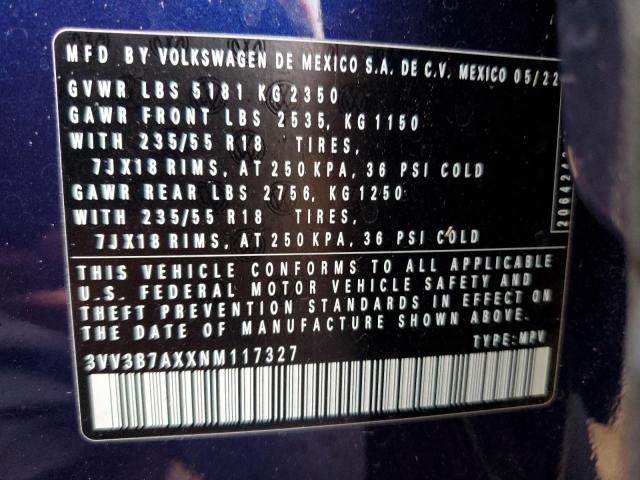 MFD BY VOLKSWAGEN DE MEXICO S.A. DE C.V. MEXICO 05/22
GVWR LBS 5181 KG 2350
GAWR FRONT LBS 2535, KG 1150
WITH 235/55 R18 TIRES,
7JX18 RIMS, AT 250 KPA, 36 PSI COLD
GAWR REAR LBS 2756, KG 1250
WITH 235/55 R18 TIRES,
7JX18 RIMS, AT 250 KPA, 36 PSI COLD
THIS VEHICLE CONFORMS TO ALL APPLICABLE
U.S. FEDERAL MOTOR VEHICLE SAFETY AND
THEFT PREVENTION STANDARDS IN EFFECT ON
THE DATE OF MANUFACTURE SHOWN ABOVE.
3VV3B7AXXNM117327 TYPE: MPV